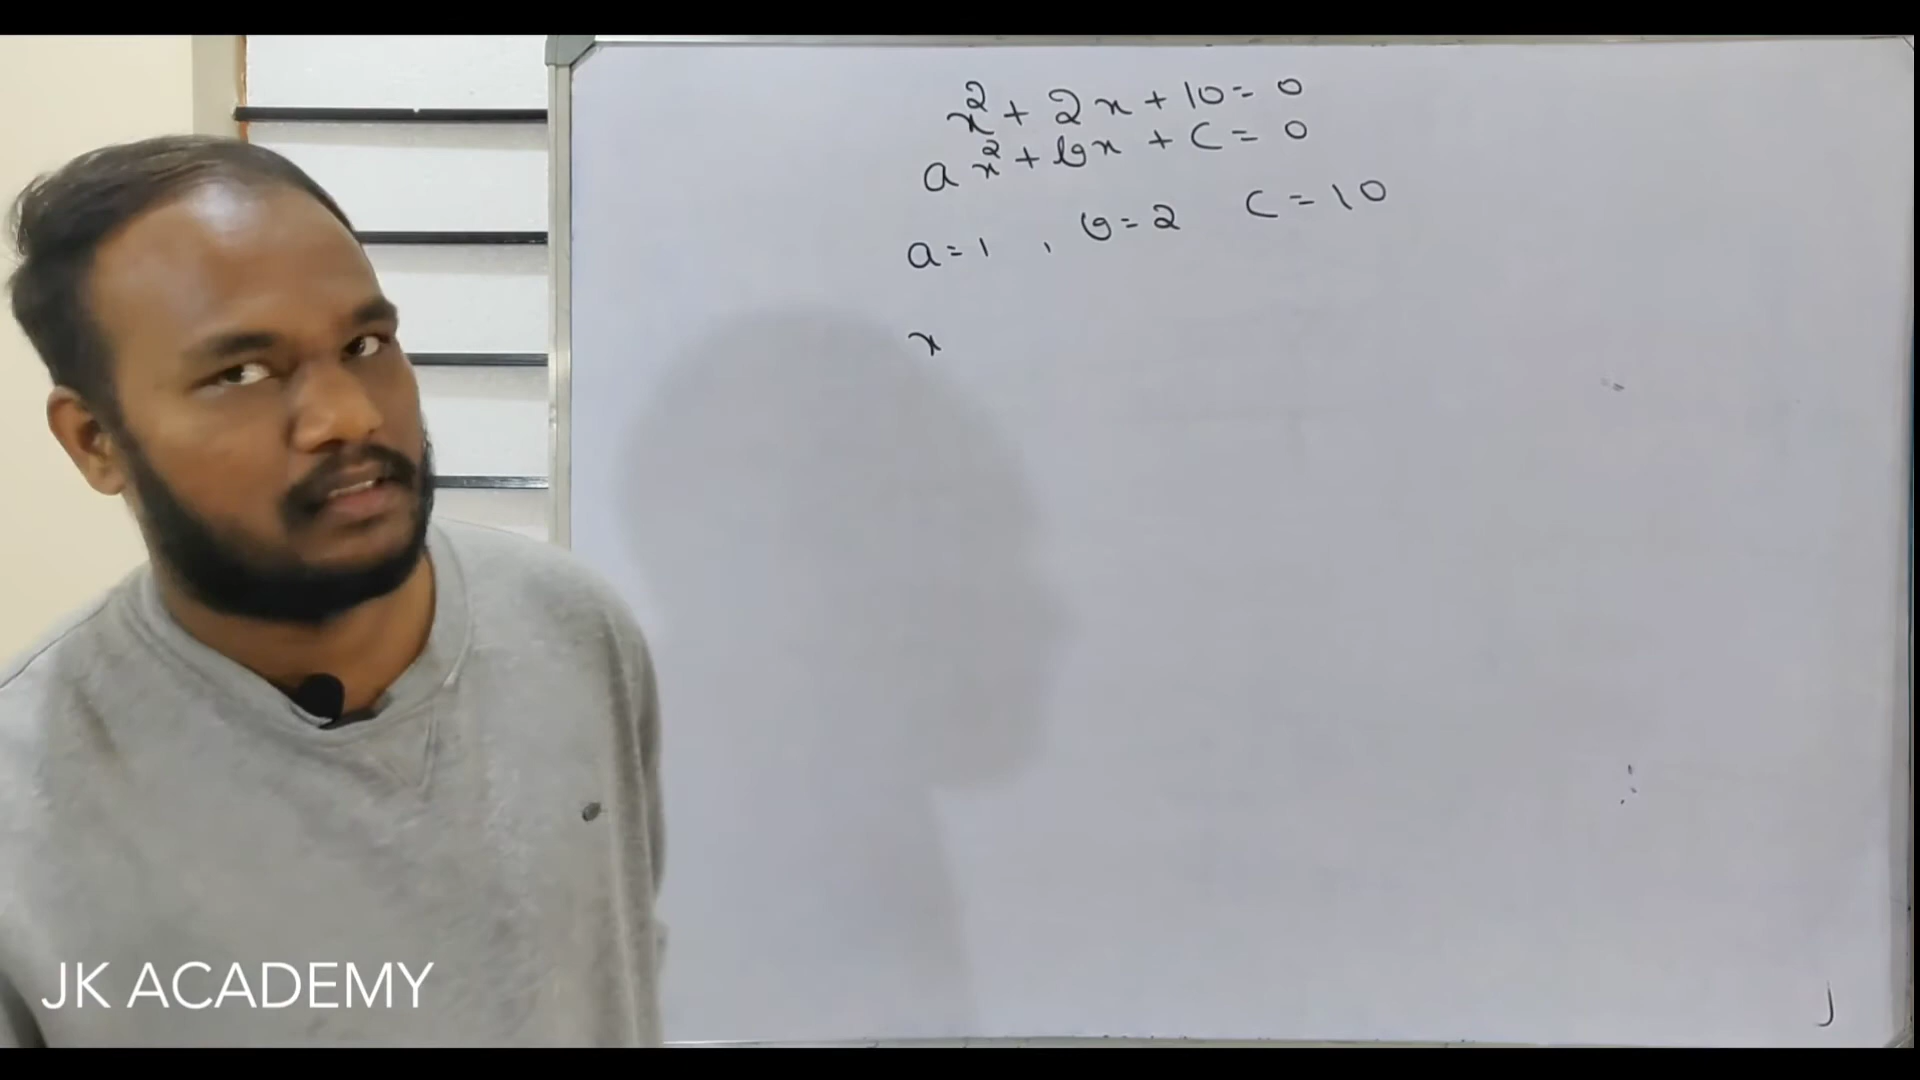 x² + 2x + 10 = 0
ax² + bx + c = 0
a = 1 , b = 2 c = 10
x
JK ACADEMY